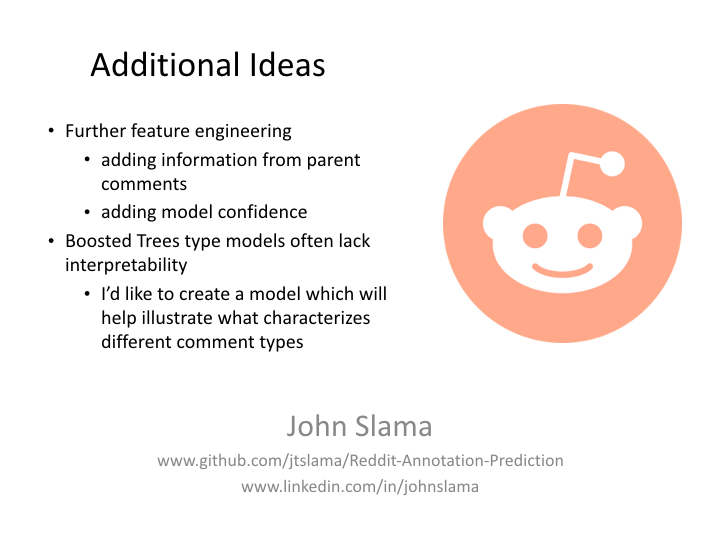 Additional Ideas
• Further feature engineering
• adding information from parent
comments
• adding model confidence
• Boosted Trees type models often lack
interpretability
• I’d like to create a model which will
help illustrate what characterizes
different comment types
John Slama
www.github.com/jtslama/Reddit-Annotation-Prediction
www.linkedin.com/in/johnslama